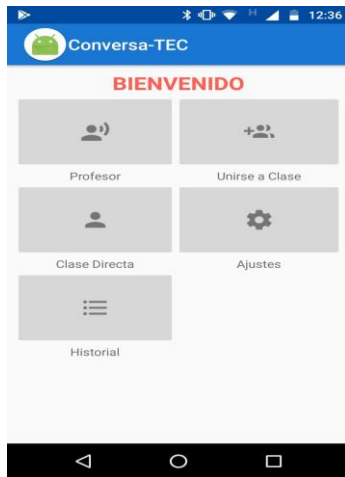 H 12:36
Conversa-TEC
BIENVENIDO
Profesor Unirse a Clase
Clase Directa Ajustes
Historial